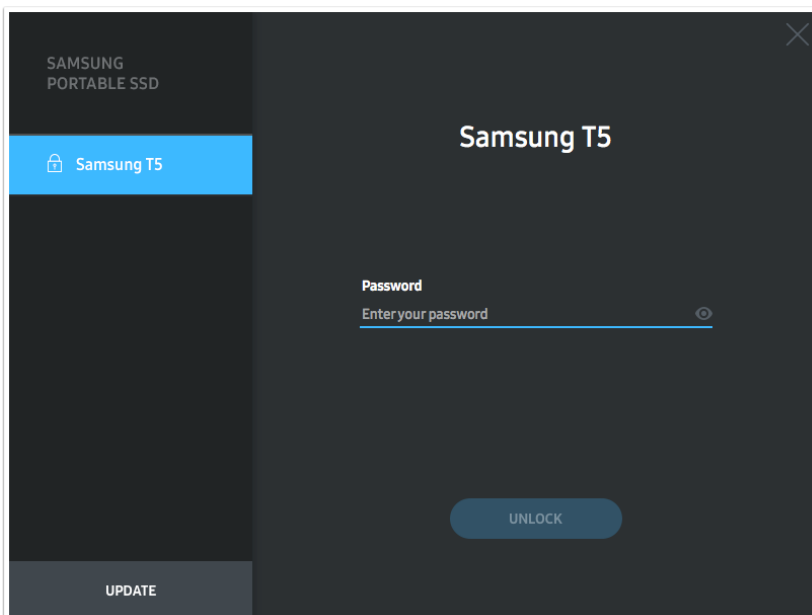 SAMSUNG
PORTABLE SSD
Samsung T5
Samsung T5
Password
Enter your password
UNLOCK
UPDATE